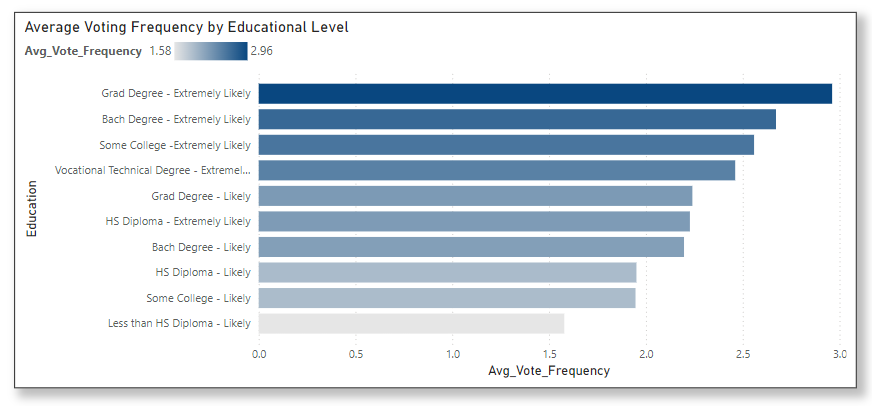 Average Voting Frequency by Educational Level
Avg_Vote_Frequency 1.58 2.96
Education
Grad Degree - Extremely Likely
Bach Degree - Extremely Likely
Some College -Extremely Likely
Vocational Technical Degree - Extremel...
Grad Degree - Likely
HS Diploma - Extremely Likely
Bach Degree - Likely
HS Diploma - Likely
Some College - Likely
Less than HS Diploma - Likely
0.0 0.5 1.0 1.5 2.0 2.5 3.0
Avg_Vote_Frequency